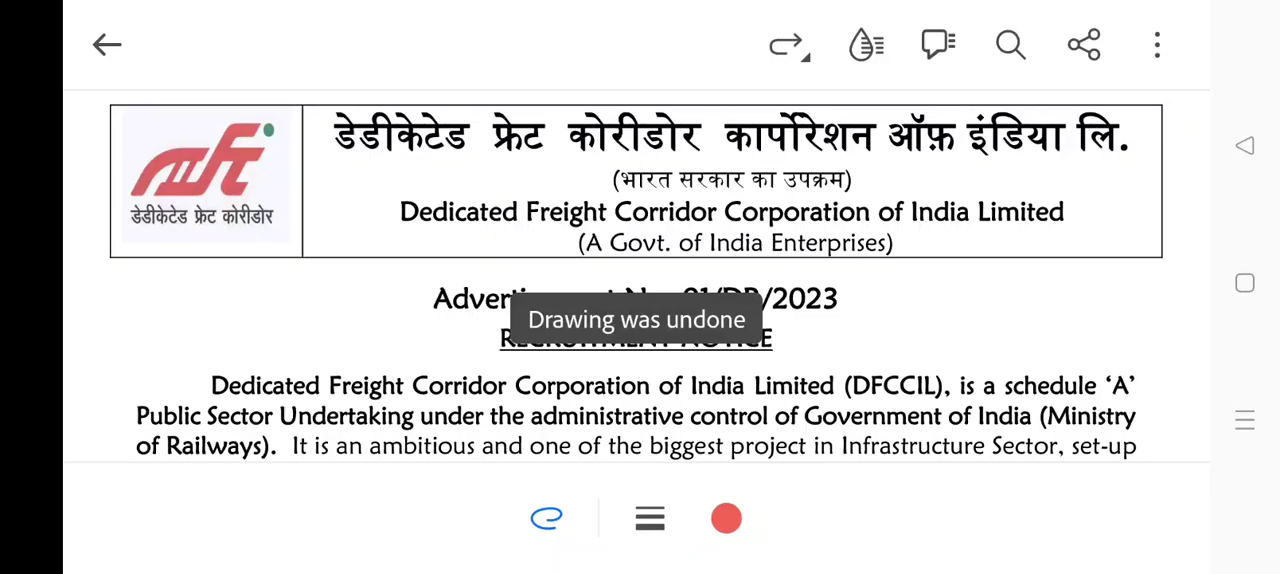 डेडीकेटेड फ्रेट कोरीडोर कार्पोरेशन ऑफ़ इंडिया लि.
(भारत सरकार का उपक्रम)
डेडीकेटेड फ्रेट कोरीडोर
Dedicated Freight Corridor Corporation of India Limited
(A Govt. of India Enterprises)
/2023
Drawing was undone
Dedicated Freight Corridor Corporation of India Limited (DFCCIL), is a schedule ‘A’
Public Sector Undertaking under the administrative control of Government of India (Ministry
of Railways). It is an ambitious and one of the biggest project in Infrastructure Sector, set-up